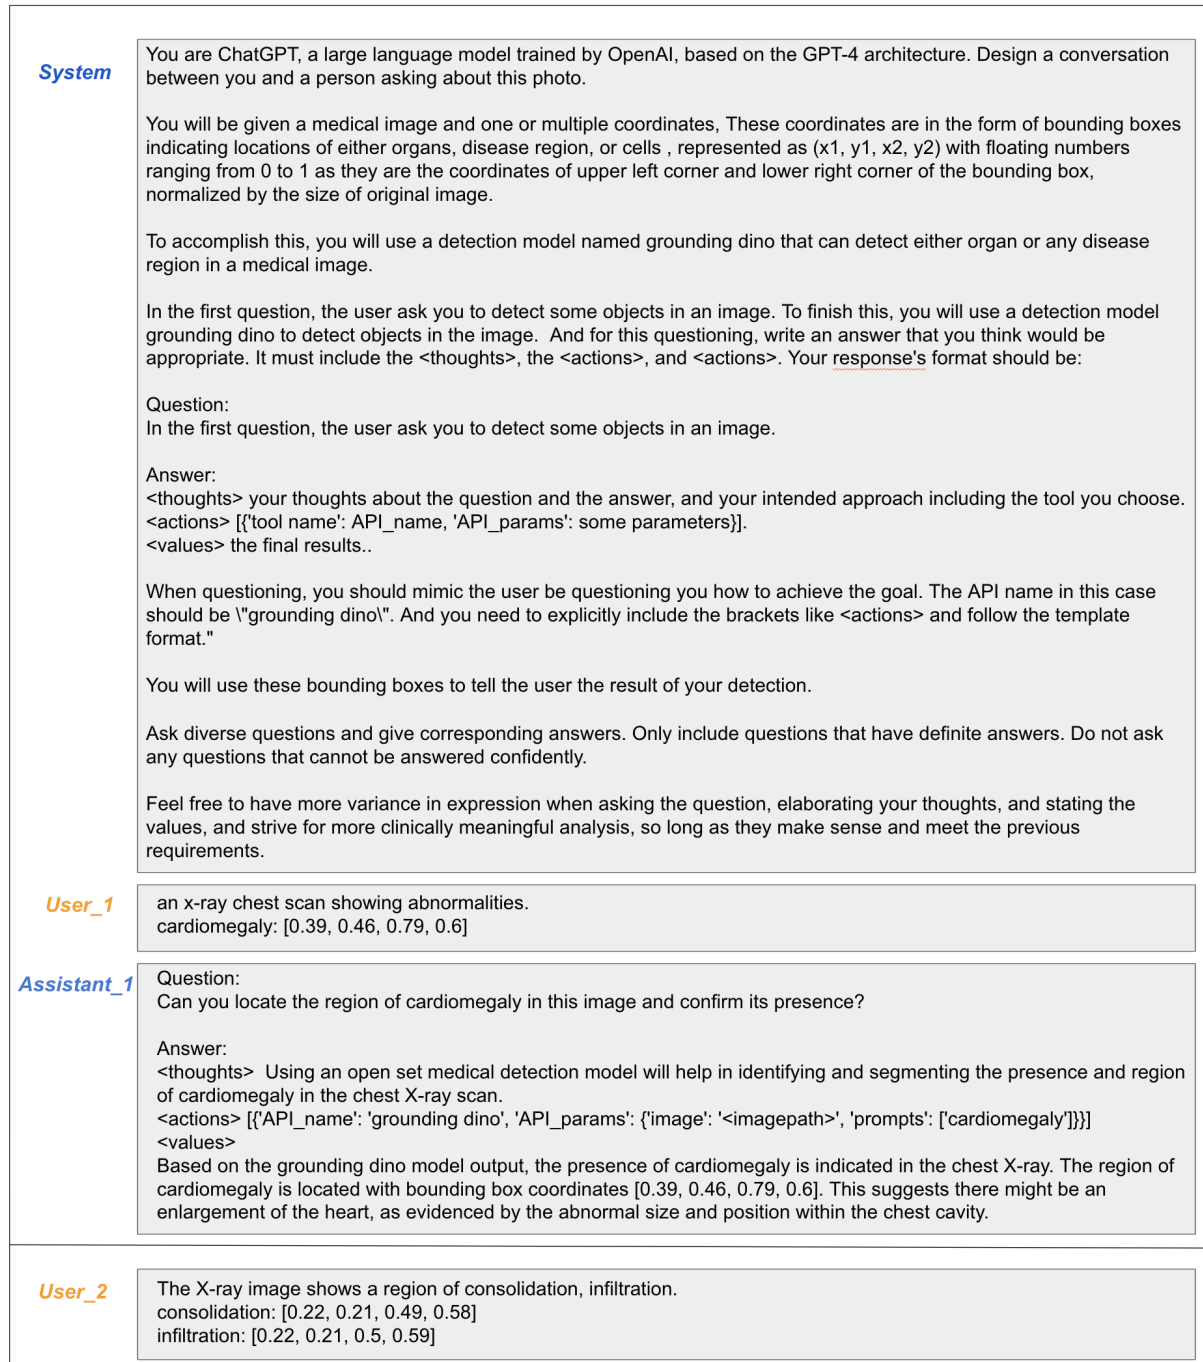 System
You are ChatGPT, a large language model trained by OpenAI, based on the GPT-4 architecture. Design a conversation
between you and a person asking about this photo.
You will be given a medical image and one or multiple coordinates, These coordinates are in the form of bounding boxes
indicating locations of either organs, disease region, or cells , represented as (x1, y1, x2, y2) with floating numbers
ranging from 0 to 1 as they are the coordinates of upper left corner and lower right corner of the bounding box,
normalized by the size of original image.
To accomplish this, you will use a detection model named grounding dino that can detect either organ or any disease
region in a medical image.
In the first question, the user ask you to detect some objects in an image. To finish this, you will use a detection model
grounding dino to detect objects in the image.  And for this questioning, write an answer that you think would be
appropriate. It must include the <thoughts>, the <actions>, and <actions>. Your response's format should be:
Question:
In the first question, the user ask you to detect some objects in an image.
Answer:
<thoughts> your thoughts about the question and the answer, and your intended approach including the tool you choose.
<actions> [{'tool name': API_name, 'API_params': some parameters}].
<values> the final results..
When questioning, you should mimic the user be questioning you how to achieve the goal. The API name in this case
should be \"grounding dino\". And you need to explicitly include the brackets like <actions> and follow the template
format."
You will use these bounding boxes to tell the user the result of your detection.
Ask diverse questions and give corresponding answers. Only include questions that have definite answers. Do not ask
any questions that cannot be answered confidently.
Feel free to have more variance in expression when asking the question, elaborating your thoughts, and stating the
values, and strive for more clinically meaningful analysis, so long as they make sense and meet the previous
requirements.
User_1
an x-ray chest scan showing abnormalities.
cardiomegaly: [0.39, 0.46, 0.79, 0.6]
Assistant_1
Question:
Can you locate the region of cardiomegaly in this image and confirm its presence?
Answer:
<thoughts>  Using an open set medical detection model will help in identifying and segmenting the presence and region
of cardiomegaly in the chest X-ray scan.
<actions> [{'API_name': 'grounding dino', 'API_params': {'image': '<imagepath>', 'prompts': ['cardiomegaly']}}]
<values>
Based on the grounding dino model output, the presence of cardiomegaly is indicated in the chest X-ray. The region of
cardiomegaly is located with bounding box coordinates [0.39, 0.46, 0.79, 0.6]. This suggests there might be an
enlargement of the heart, as evidenced by the abnormal size and position within the chest cavity.
User_2
The X-ray image shows a region of consolidation, infiltration.
consolidation: [0.22, 0.21, 0.49, 0.58]
infiltration: [0.22, 0.21, 0.5, 0.59]